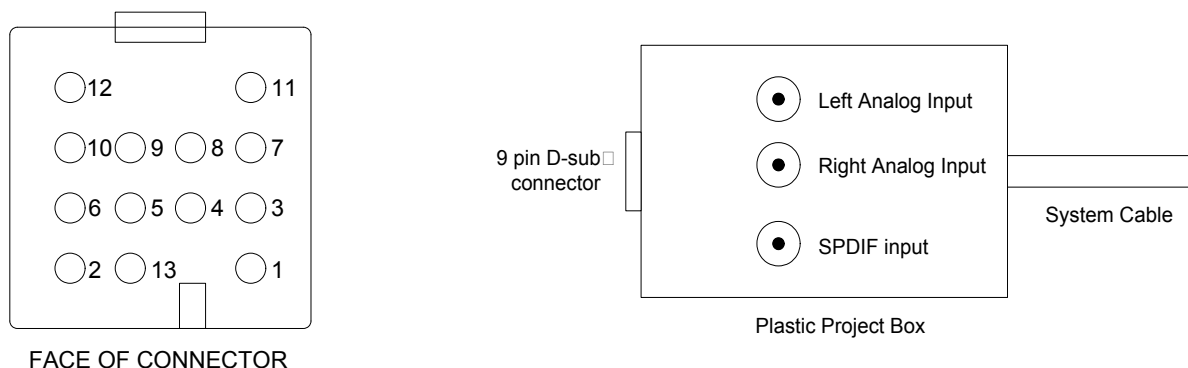 12 11
10 9 8 7
6 5 4 3
2 13 1
FACE OF CONNECTOR
9 pin D-sub
connector
Left Analog Input
Right Analog Input
SPDIF input
System Cable
Plastic Project Box